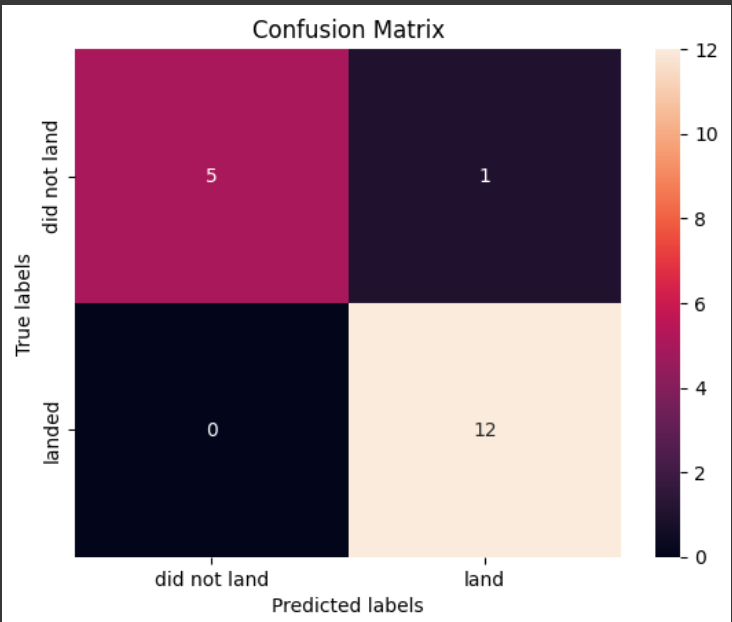 Confusion Matrix
True labels
did not land
landed
5
1
0
12
did not land
land
Predicted labels
12
10
8
6
4
2
0